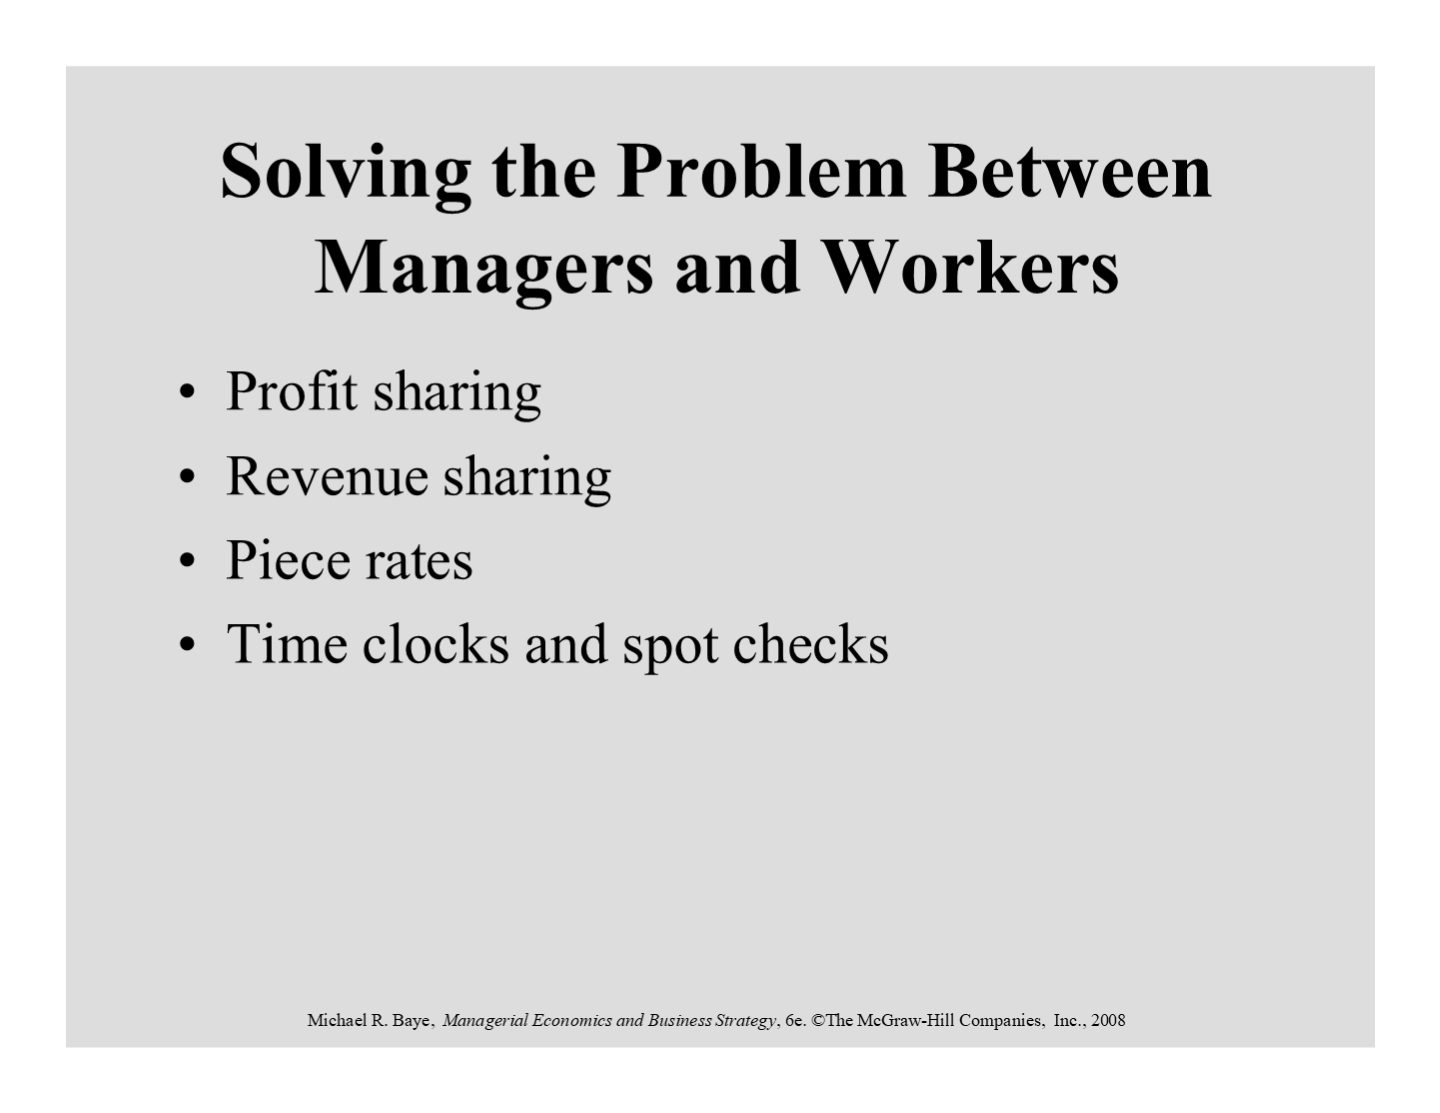 Solving the Problem Between
Managers and Workers
• Profit sharing
• Revenue sharing
• Piece rates
• Time clocks and spot checks
Michael R. Baye, Managerial Economics and Business Strategy, 6e. ©The McGraw-Hill Companies, Inc., 2008